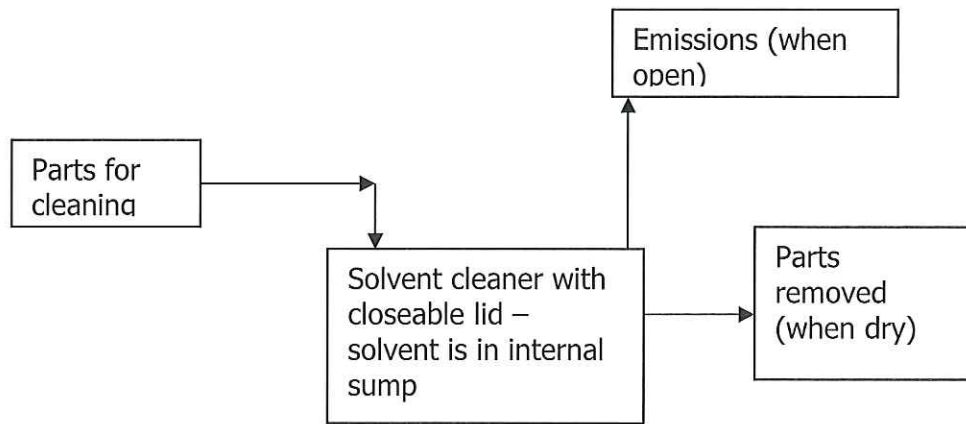 Emissions (when
open)
Parts for
cleaning
Solvent cleaner with
closeable lid –
solvent is in internal
sump
Parts
removed
(when dry)